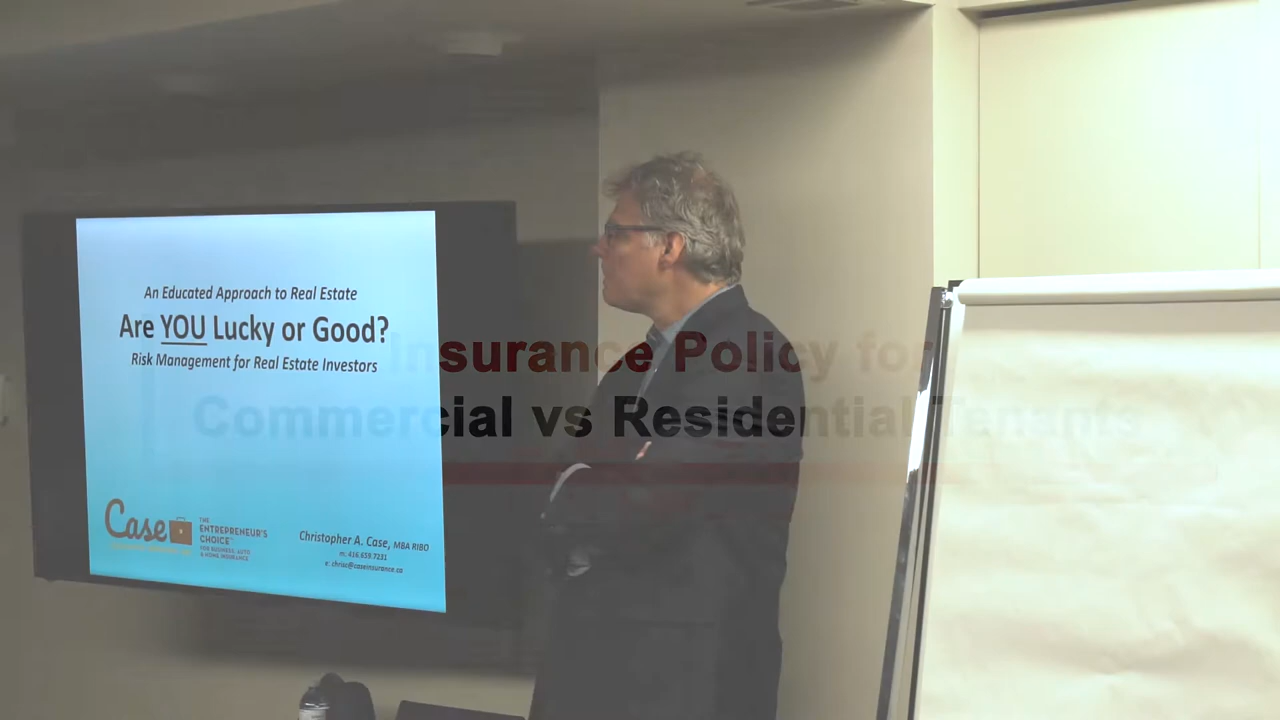 An Educated Approach to Real Estate
Are YOU Lucky or Good?
Risk Management for Real Estate Investors
Insurance Policy for
Commercial vs Residential Tenants
Case
THE
ENTREPRENEUR'S
CHOICE
FOR BUSINESS, AUTO
& HOME INSURANCE
Christopher A. Case, MBA RIBO
m: 416.659.7231
e: chrisc@caseinsurance.ca